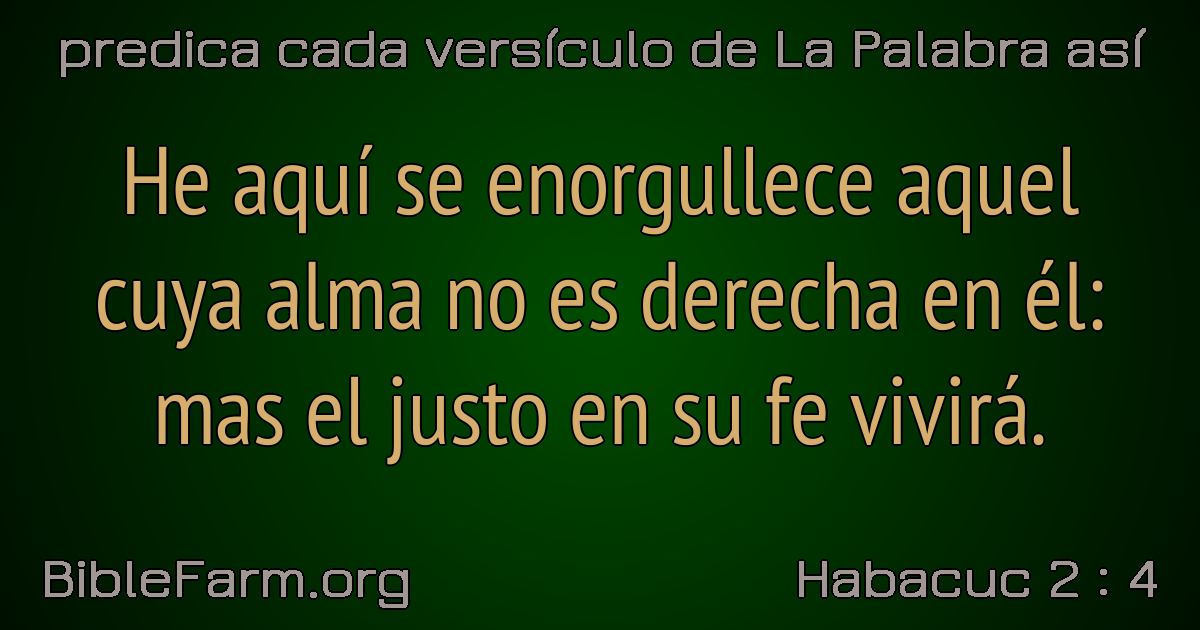 predica cada versículo de La Palabra así
He aquí se enorgullece aquel
cuya alma no es derecha en él:
mas el justo en su fe vivirá.
BibleFarm.org
Habacuc 2 : 4